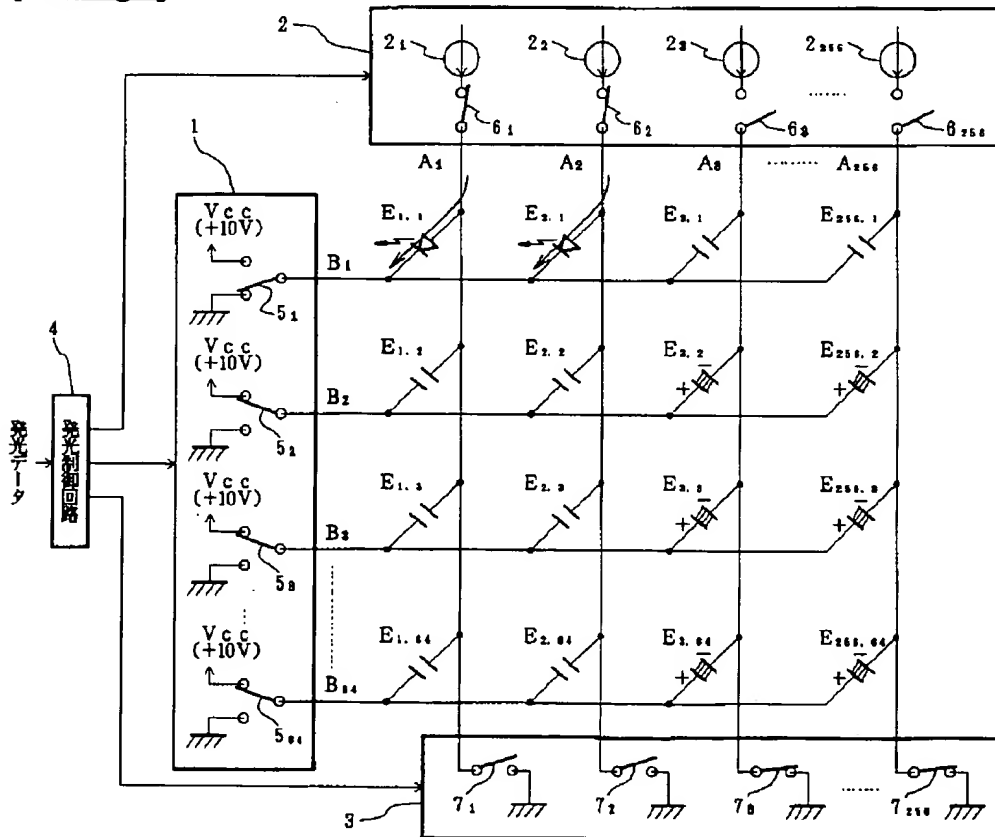 2
2₁
2₂
2₃
2₂₅₆
6₁
6₂
6₃
6₂₅₆
A₁
A₂
A₃
A₂₅₆
1
Vcc
(+10V)
5₁
B₁
E₁.₁
E₂.₁
E₃.₁
E₂₅₆.₁
Vcc
(+10V)
5₂
B₂
E₁.₂
E₂.₂
E₃.₂
E₂₅₆.₂
+ −
+ −
4
発光データ
発光制御回路
Vcc
(+10V)
5₃
B₃
E₁.₃
E₂.₃
E₃.₃
E₂₅₆.₃
+ −
+ −
Vcc
(+10V)
5₆₄
B₆₄
E₁.₆₄
E₂.₆₄
E₃.₆₄
E₂₅₆.₆₄
+ −
+ −
3
7₁
7₂
7₃
7₂₅₆